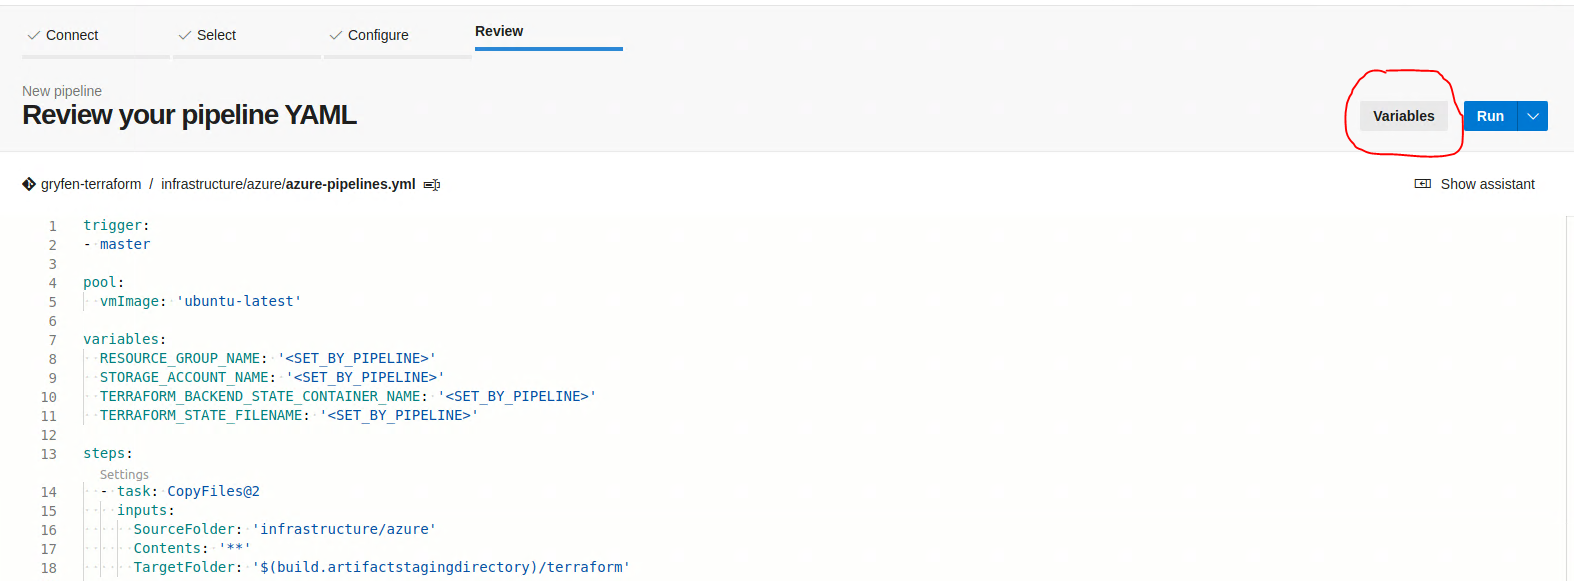 Connect Select Configure Review
New pipeline
Review your pipeline YAML
Variables Run
gryfen-terraform / infrastructure/azure/azure-pipelines.yml
Show assistant
1 trigger:
2 - master
3
4 pool:
5 vmImage: 'ubuntu-latest'
6
7 variables:
8 RESOURCE_GROUP_NAME: '<SET_BY_PIPELINE>'
9 STORAGE_ACCOUNT_NAME: '<SET_BY_PIPELINE>'
10 TERRAFORM_BACKEND_STATE_CONTAINER_NAME: '<SET_BY_PIPELINE>'
11 TERRAFORM_STATE_FILENAME: '<SET_BY_PIPELINE>'
12
13 steps:
Settings
14 - task: CopyFiles@2
15 inputs:
16 SourceFolder: 'infrastructure/azure'
17 Contents: '**'
18 TargetFolder: '$(build.artifactstagingdirectory)/terraform'